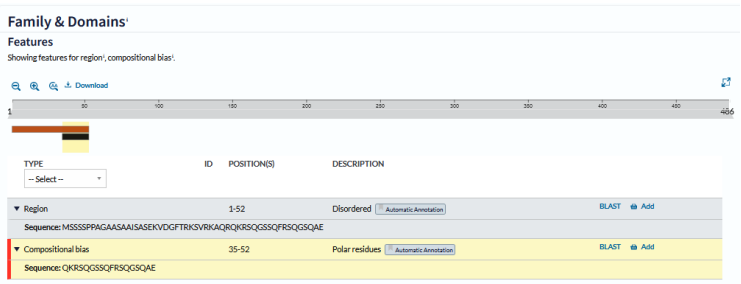 Family & Domains
Features
Showing features for region, compositional bias.
Download
1 50 100 150 200 250 300 350 400 450 486
TYPE ID POSITION(S) DESCRIPTION
-- Select --
Region 1-52 Disordered Automatic Annotation BLAST Add
Sequence: MSSSSPPAGAASAAISASEKVDGFTRKSVRKAQRQKRSQGSSQFRSQGSQAE
Compositional bias 35-52 Polar residues Automatic Annotation BLAST Add
Sequence: QKRSQGSSQFRSQGSQAE